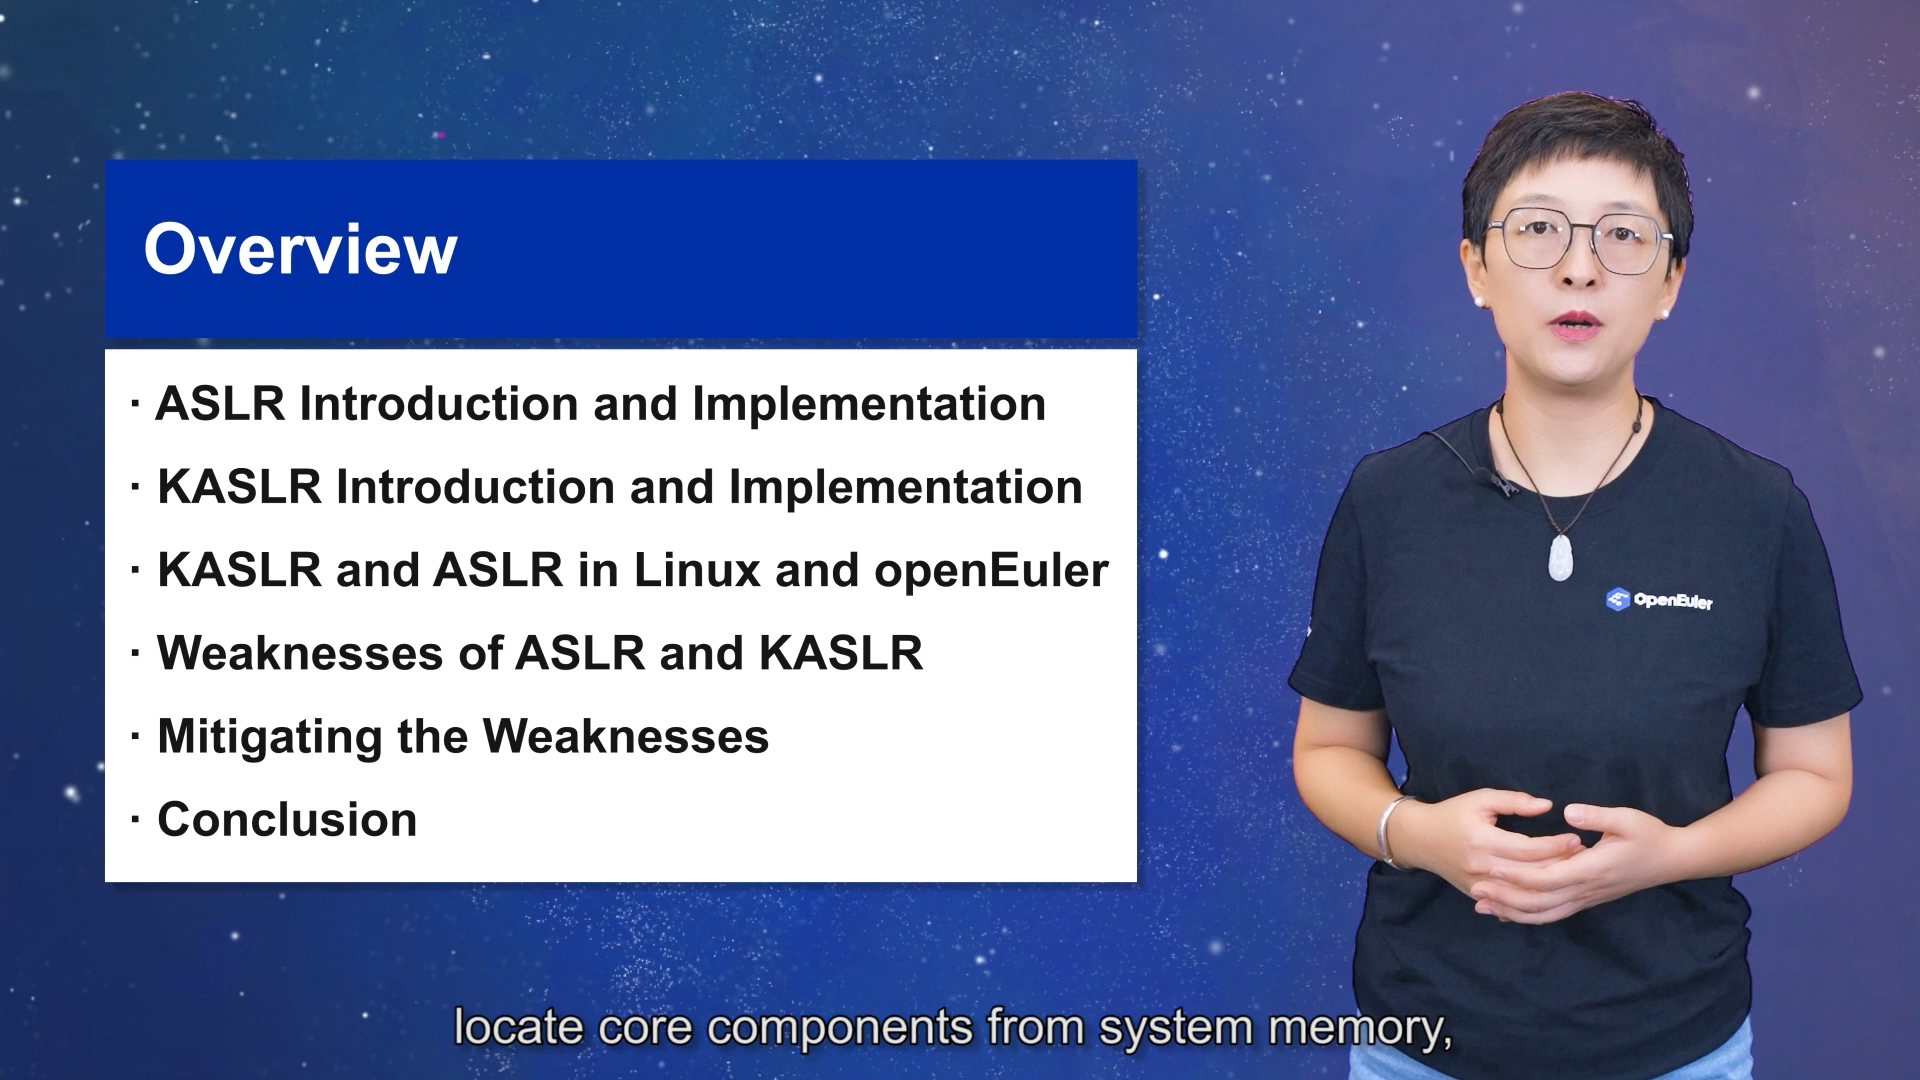 Overview
· ASLR Introduction and Implementation
· KASLR Introduction and Implementation
· KASLR and ASLR in Linux and openEuler
· Weaknesses of ASLR and KASLR
· Mitigating the Weaknesses
· Conclusion
OpenEuler
locate core components from system memory,